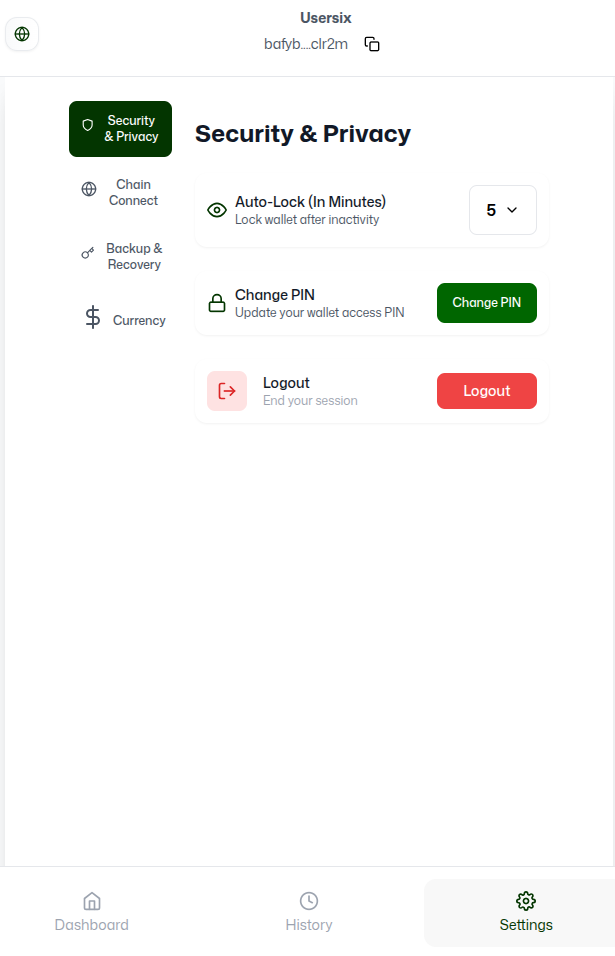 Usersix
bafyb....clr2m
Security
& Privacy
Chain
Connect
Backup &
Recovery
Currency
Security & Privacy
Auto-Lock (In Minutes)
Lock wallet after inactivity
5
Change PIN
Update your wallet access PIN
Change PIN
Logout
End your session
Logout
Dashboard
History
Settings